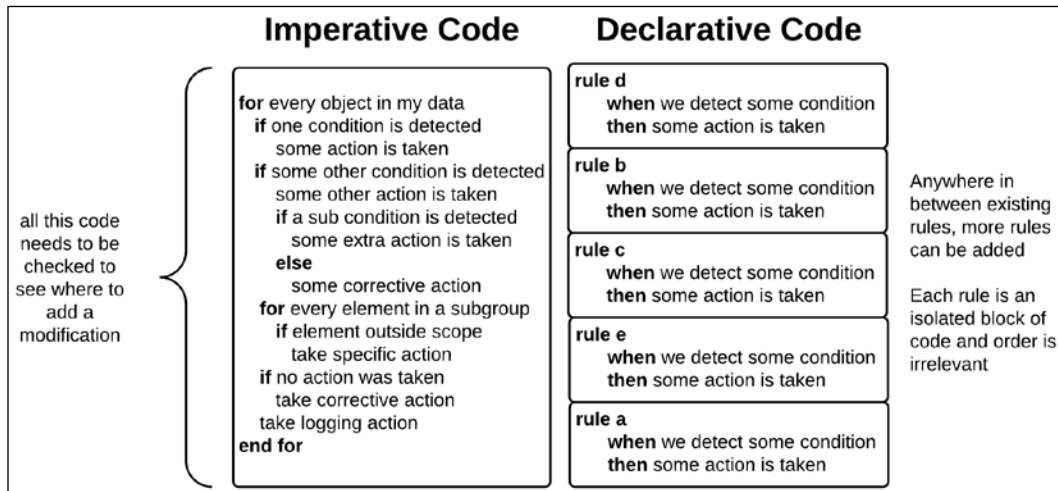 Imperative Code
Declarative Code
all this code
needs to be
checked to
see where to
add a
modification
for every object in my data
if one condition is detected
some action is taken
if some other condition is detected
some other action is taken
if a sub condition is detected
some extra action is taken
else
some corrective action
for every element in a subgroup
if element outside scope
take specific action
if no action was taken
take corrective action
take logging action
end for
rule d
when we detect some condition
then some action is taken
rule b
when we detect some condition
then some action is taken
rule c
when we detect some condition
then some action is taken
rule e
when we detect some condition
then some action is taken
rule a
when we detect some condition
then some action is taken
Anywhere in
between existing
rules, more rules
can be added
Each rule is an
isolated block of
code and order is
irrelevant